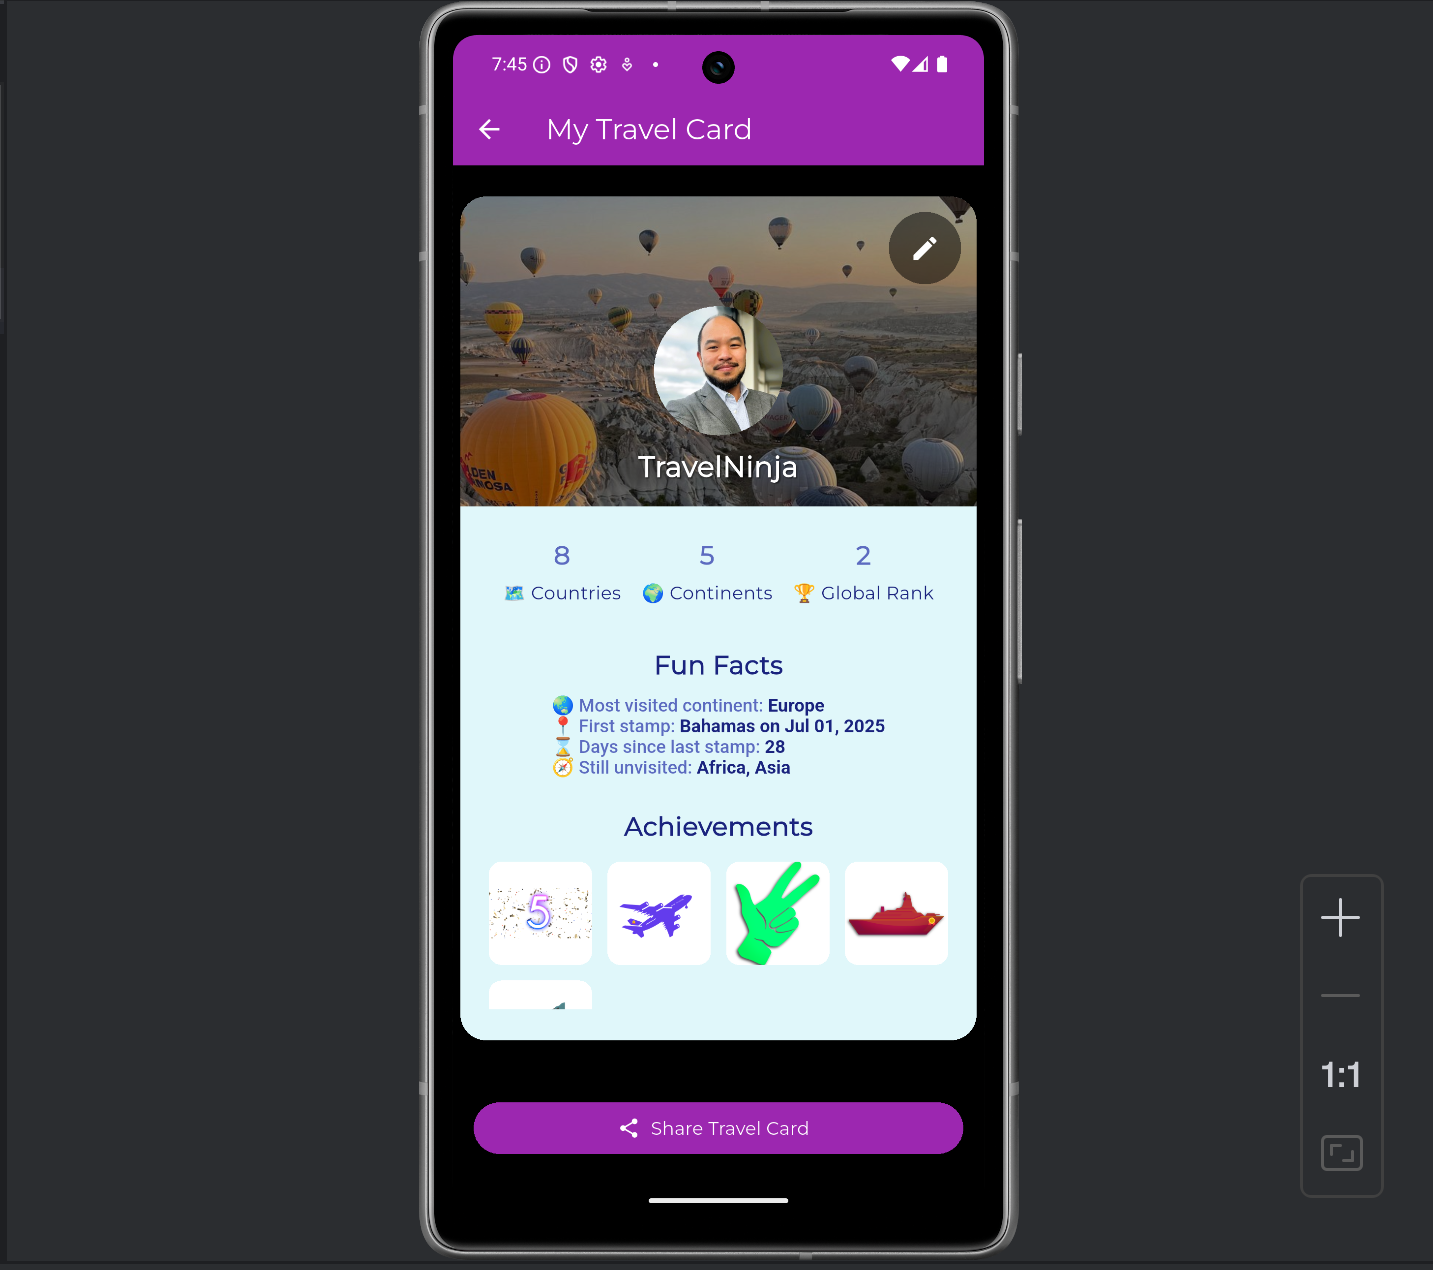 7:45
My Travel Card
DEN
NOSA
TravelNinja
8 5 2
Countries Continents Global Rank
Fun Facts
Most visited continent: Europe
First stamp: Bahamas on Jul 01, 2025
Days since last stamp: 28
Still unvisited: Africa, Asia
Achievements
5
Share Travel Card
1:1